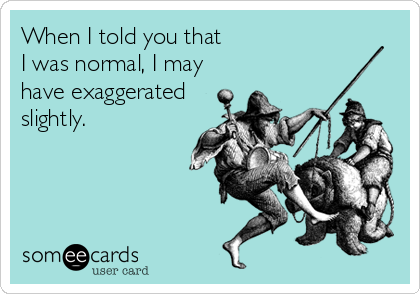 When I told you that
I was normal, I may
have exaggerated
slightly.
someecards
user card